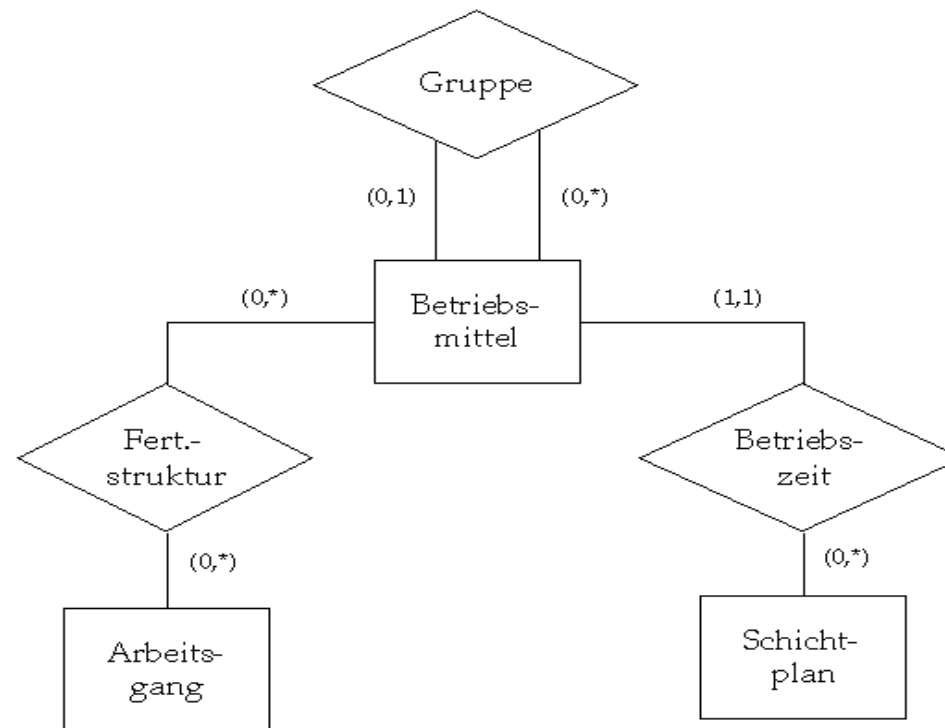 Gruppe
(0,1)
(0,*)
(0,*)
Betriebs-
mittel
(1,1)
Fert.-
struktur
Betriebs-
zeit
(0,*)
(0,*)
Arbeits-
gang
Schicht-
plan